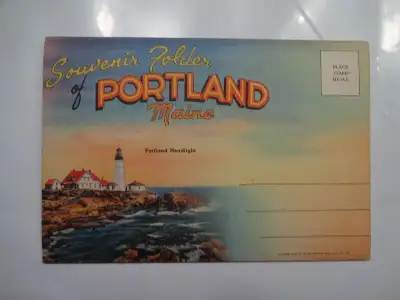 Souvenir Folder
of PORTLAND
Maine
PLACE
STAMP
HERE
Portland Headlight